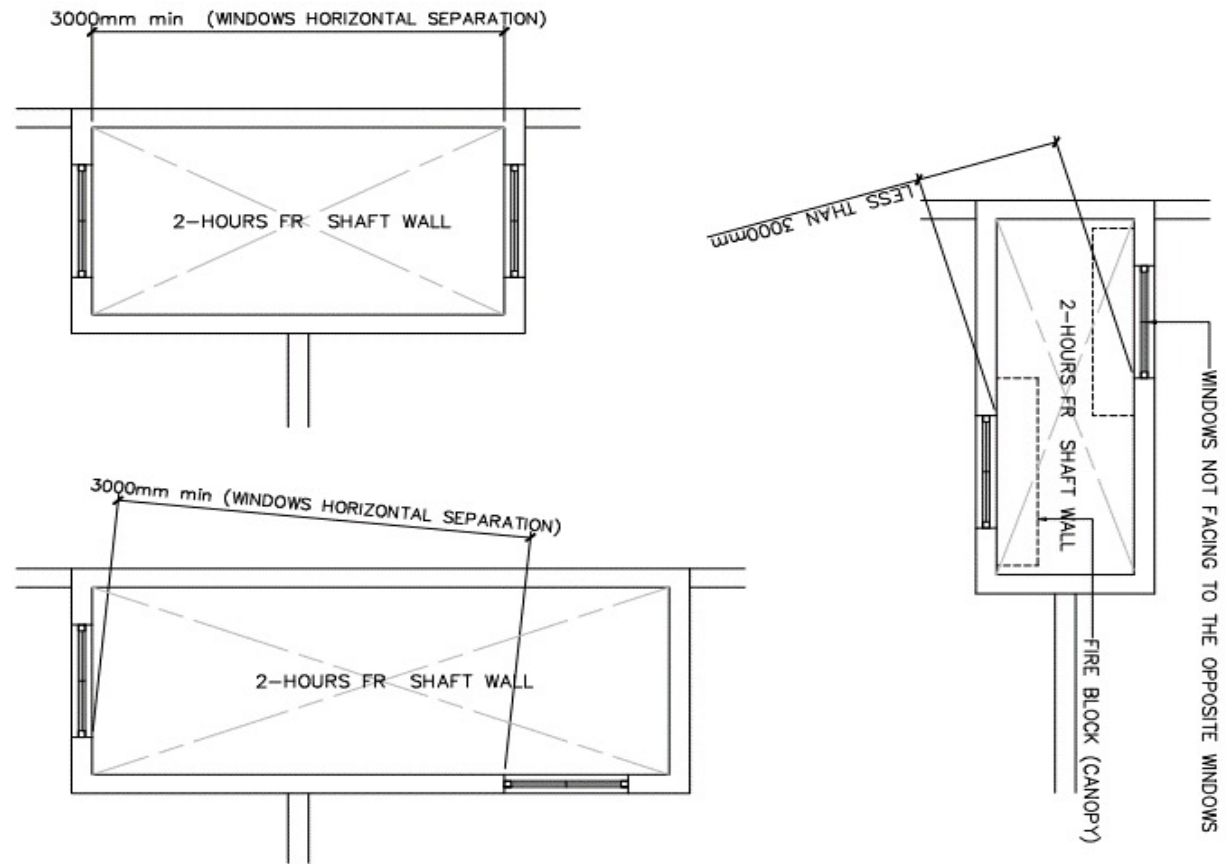 3000mm min (WINDOWS HORIZONTAL SEPARATION)
2-HOURS FR SHAFT WALL
3000mm min (WINDOWS HORIZONTAL SEPARATION)
2-HOURS FR SHAFT WALL
LESS THAN 3000mm
2-HOURS FR SHAFT WALL
WINDOWS NOT FACING TO THE OPPOSITE WINDOWS
FIRE BLOCK (CANOPY)